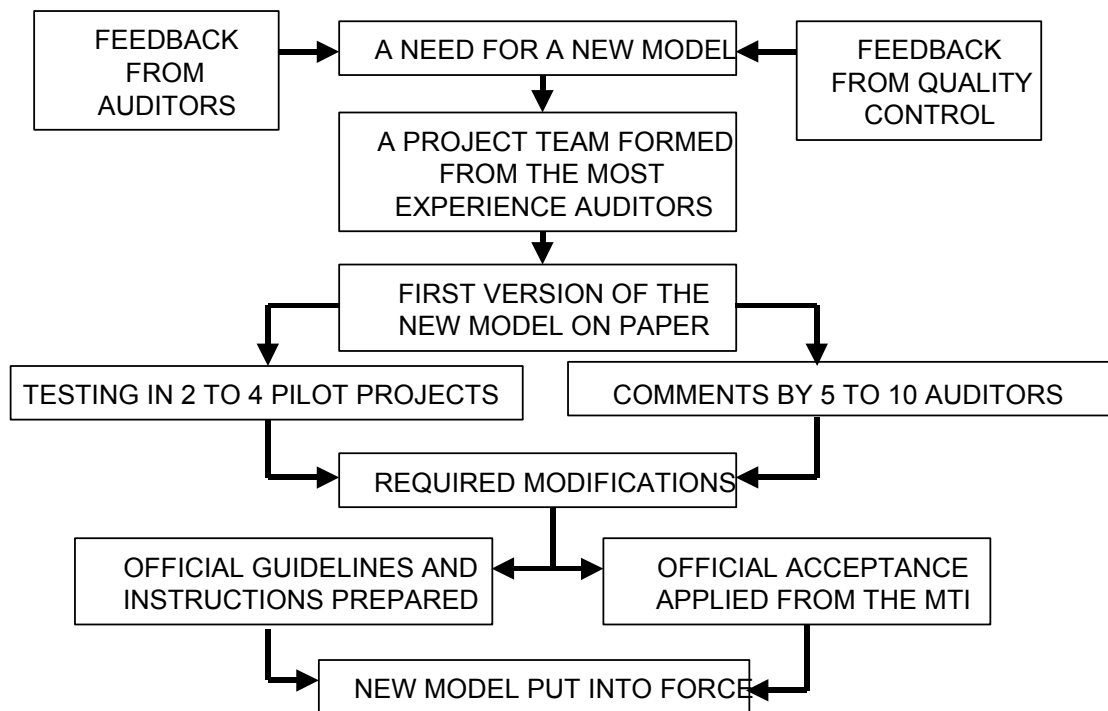 FEEDBACK
FROM
AUDITORS
A NEED FOR A NEW MODEL
FEEDBACK
FROM QUALITY
CONTROL
A PROJECT TEAM FORMED
FROM THE MOST
EXPERIENCE AUDITORS
FIRST VERSION OF THE
NEW MODEL ON PAPER
TESTING IN 2 TO 4 PILOT PROJECTS
COMMENTS BY 5 TO 10 AUDITORS
REQUIRED MODIFICATIONS
OFFICIAL GUIDELINES AND
INSTRUCTIONS PREPARED
OFFICIAL ACCEPTANCE
APPLIED FROM THE MTI
NEW MODEL PUT INTO FORCE